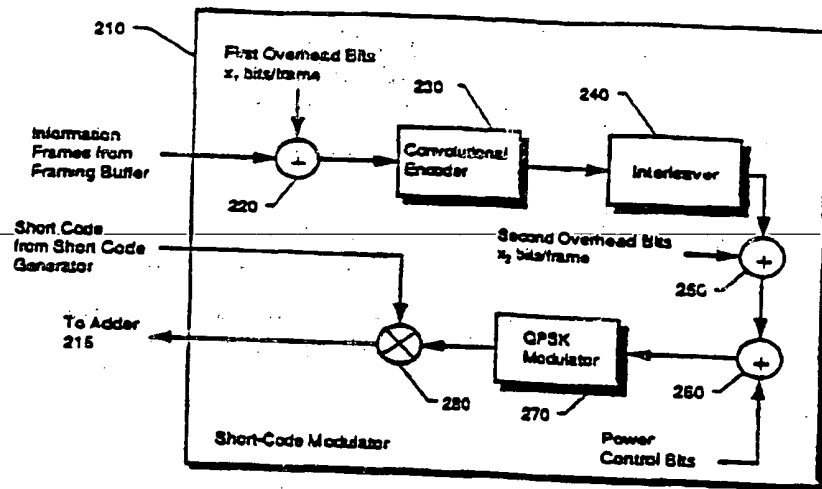 210
First Overhead Bits
x₁ bits/frame
230
240
Information
Frames from
Framing Buffer
+
Convolutional
Encoder
Interleaver
220
Short Code
from Short Code
Generator
Second Overhead Bits
x₂ bits/frame
+
250
To Adder
215
QPSK
Modulator
+
280
270
260
Short-Code Modulator
Power
Control Bits